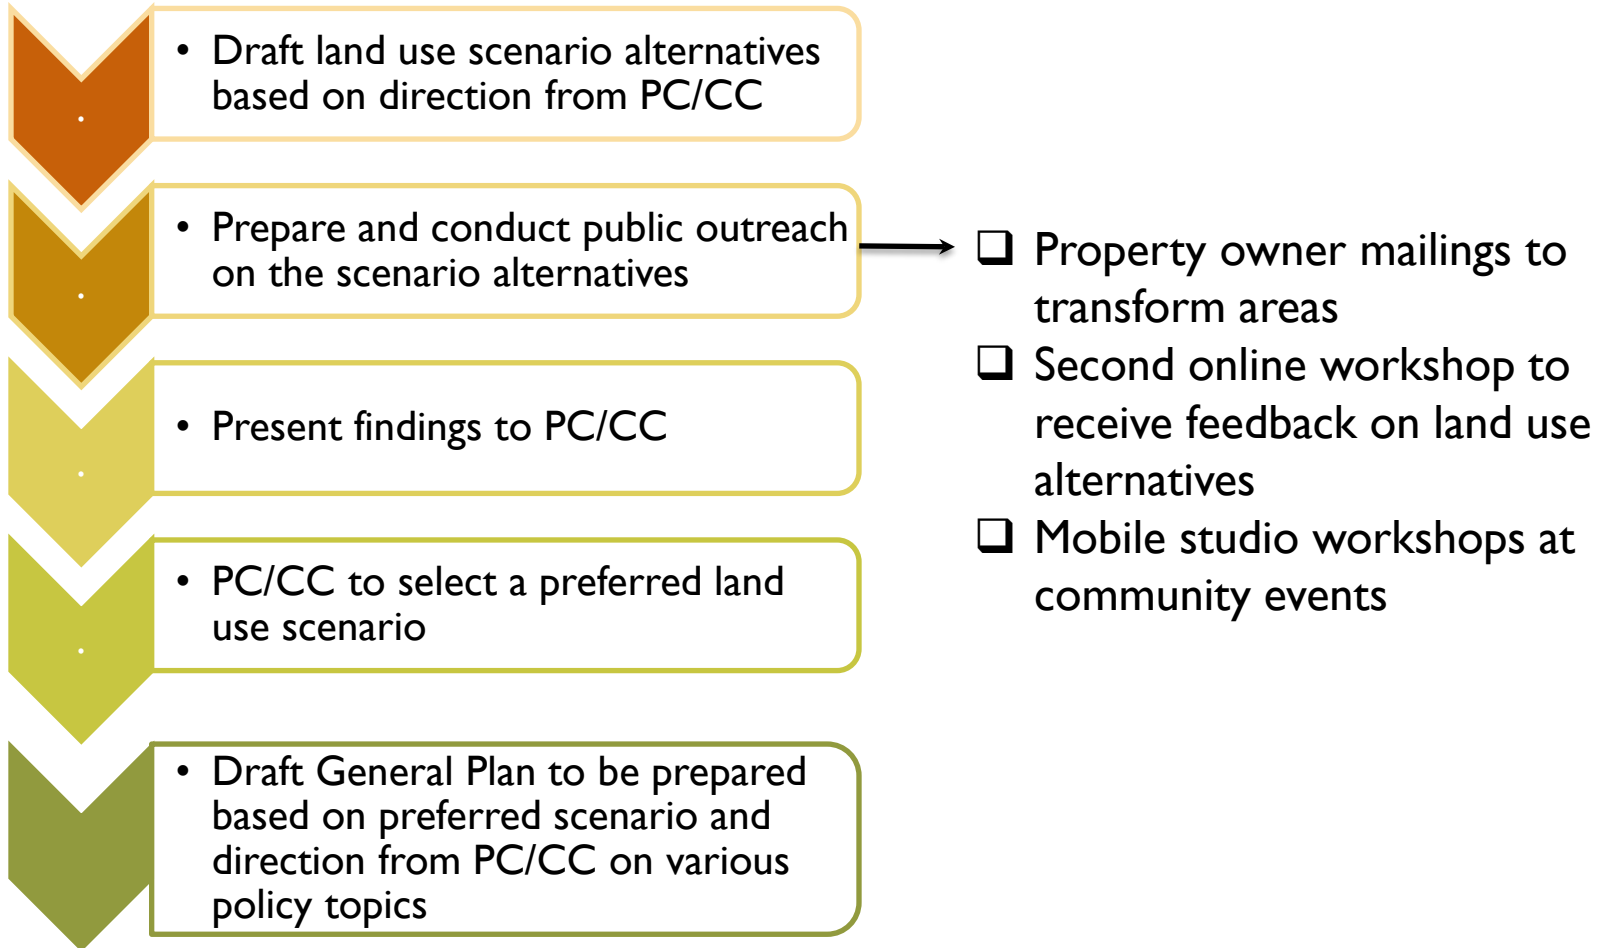 • Draft land use scenario alternatives
based on direction from PC/CC
• Prepare and conduct public outreach
on the scenario alternatives
❑ Property owner mailings to
transform areas
❑ Second online workshop to
receive feedback on land use
alternatives
❑ Mobile studio workshops at
community events
• Present findings to PC/CC
• PC/CC to select a preferred land
use scenario
• Draft General Plan to be prepared
based on preferred scenario and
direction from PC/CC on various
policy topics